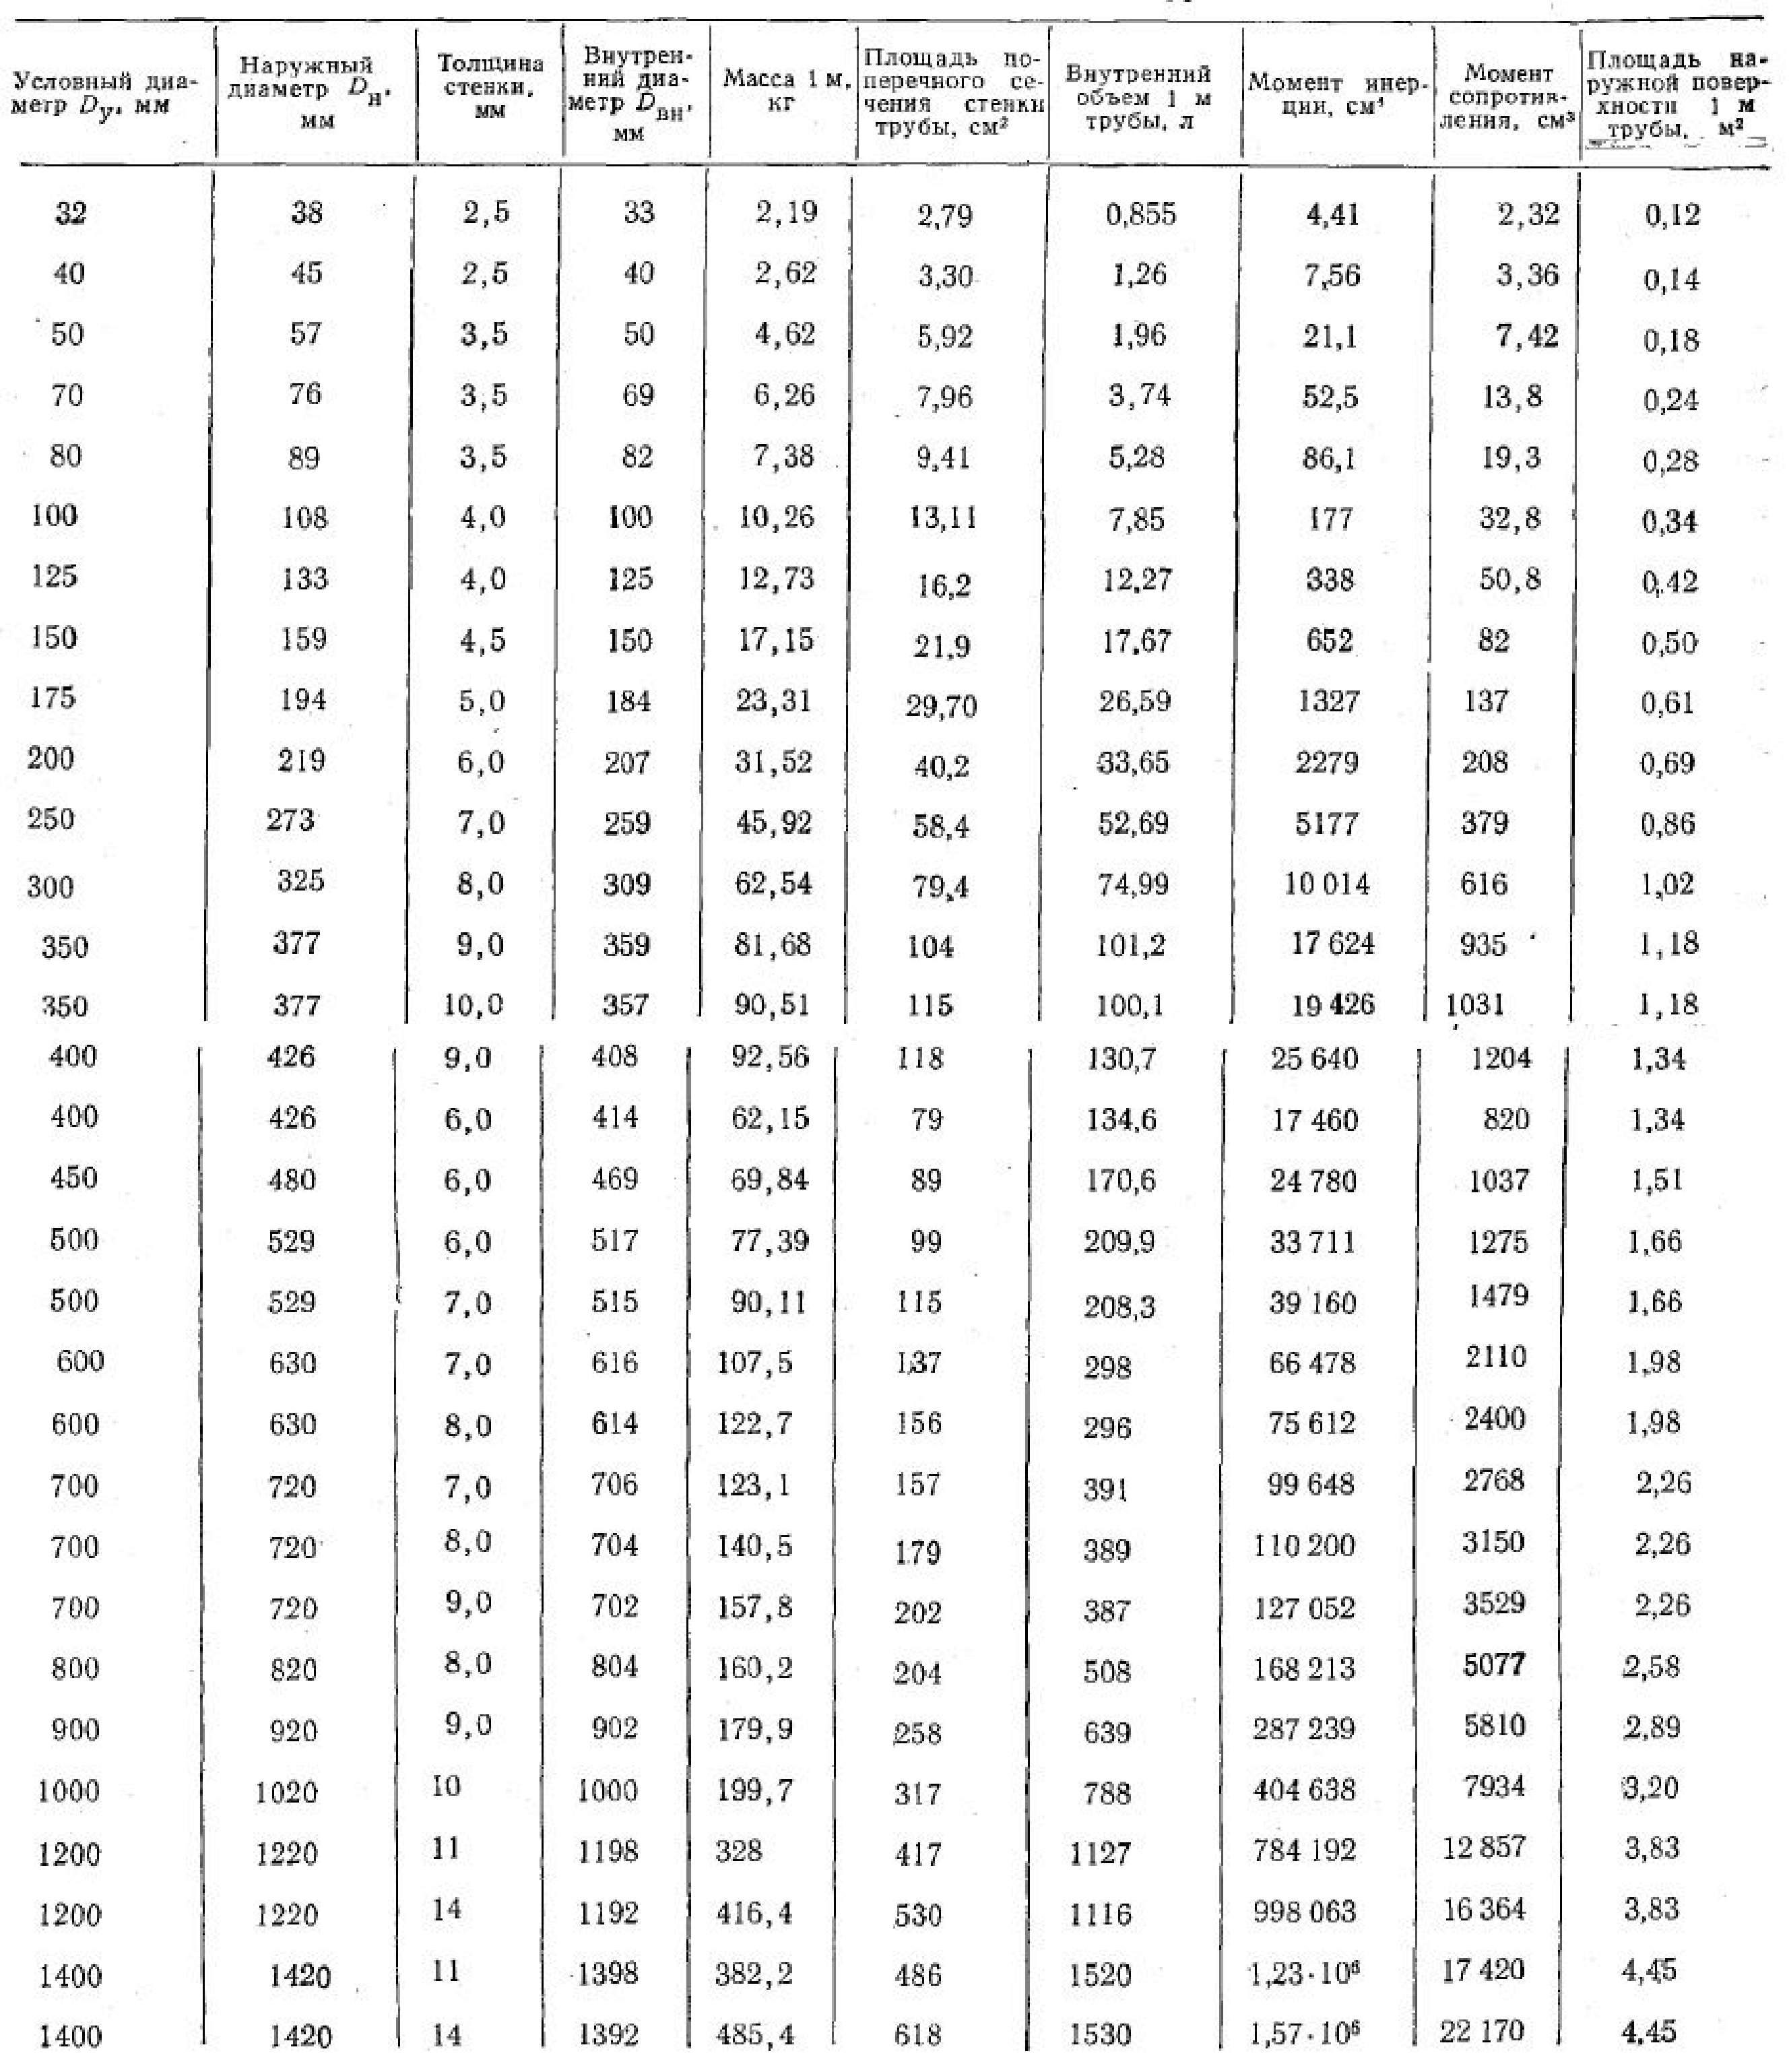 Условный диа-
метр Dу, мм
Наружный
диаметр Dн,
мм
Толщина
стенки,
мм
Внутрен-
ний диа-
метр Dвн,
мм
Масса 1 м,
кг
Площадь по-
перечного се-
чения стенки
трубы, см²
Внутренний
объем 1 м
трубы, л
Момент инер-
ции, см⁴
Момент
сопротив-
ления, см³
Площадь на-
ружной повер-
хности 1 м
трубы, м²
32 38 2,5 33 2,19 2,79 0,855 4,41 2,32 0,12
40 45 2,5 40 2,62 3,30 1,26 7,56 3,36 0,14
50 57 3,5 50 4,62 5,92 1,96 21,1 7,42 0,18
70 76 3,5 69 6,26 7,96 3,74 52,5 13,8 0,24
80 89 3,5 82 7,38 9,41 5,28 86,1 19,3 0,28
100 108 4,0 100 10,26 13,11 7,85 177 32,8 0,34
125 133 4,0 125 12,73 16,2 12,27 338 50,8 0,42
150 159 4,5 150 17,15 21,9 17,67 652 82 0,50
175 194 5,0 184 23,31 29,70 26,59 1327 137 0,61
200 219 6,0 207 31,52 40,2 33,65 2279 208 0,69
250 273 7,0 259 45,92 58,4 52,69 5177 379 0,86
300 325 8,0 309 62,54 79,4 74,99 10 014 616 1,02
350 377 9,0 359 81,68 104 101,2 17 624 935 1,18
350 377 10,0 357 90,51 115 100,1 19 426 1031 1,18
400 426 9,0 408 92,56 118 130,7 25 640 1204 1,34
400 426 6,0 414 62,15 79 134,6 17 460 820 1,34
450 480 6,0 469 69,84 89 170,6 24 780 1037 1,51
500 529 6,0 517 77,39 99 209,9 33 711 1275 1,66
500 529 7,0 515 90,11 115 208,3 39 160 1479 1,66
600 630 7,0 616 107,5 137 298 66 478 2110 1,98
600 630 8,0 614 122,7 156 296 75 612 2400 1,98
700 720 7,0 706 123,1 157 391 99 648 2768 2,26
700 720 8,0 704 140,5 179 389 110 200 3150 2,26
700 720 9,0 702 157,8 202 387 127 052 3529 2,26
800 820 8,0 804 160,2 204 508 168 213 5077 2,58
900 920 9,0 902 179,9 258 639 287 239 5810 2,89
1000 1020 10 1000 199,7 317 788 404 638 7934 3,20
1200 1220 11 1198 328 417 1127 784 192 12 857 3,83
1200 1220 14 1192 416,4 530 1116 998 063 16 364 3,83
1400 1420 11 1398 382,2 486 1520 1,23·10⁶ 17 420 4,45
1400 1420 14 1392 485,4 618 1530 1,57·10⁶ 22 170 4,45